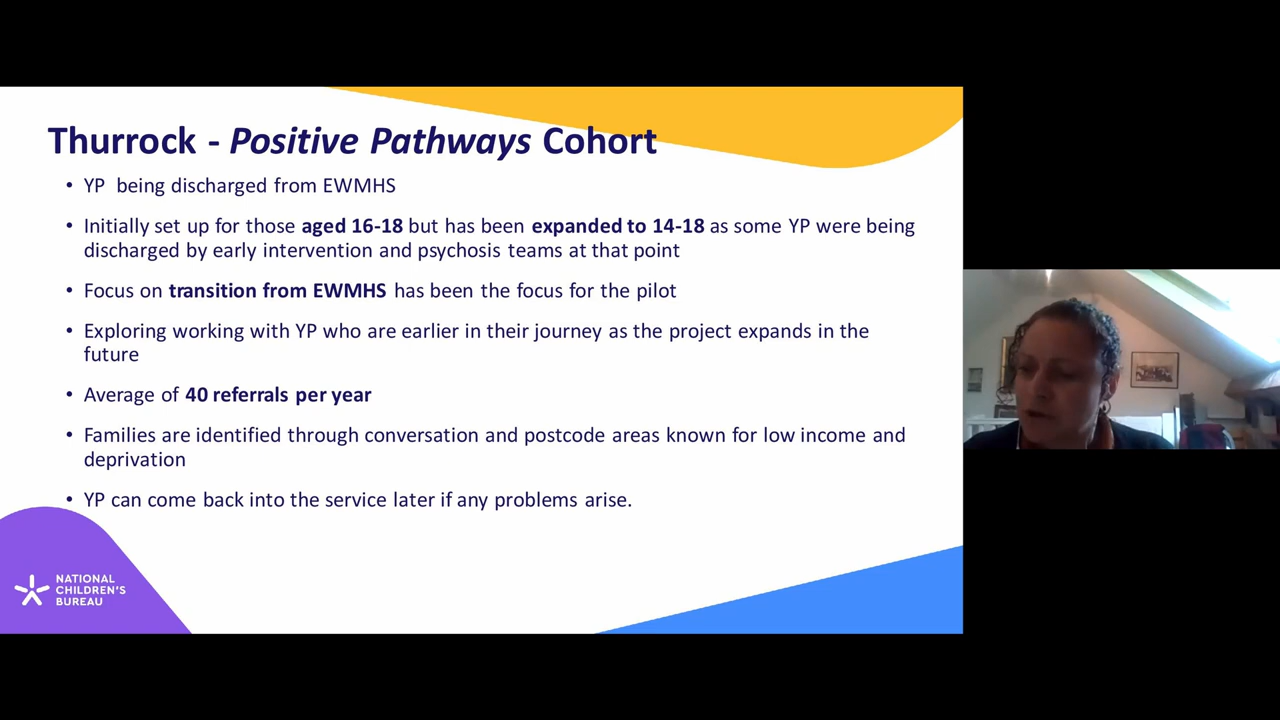 Thurrock - Positive Pathways Cohort
• YP being discharged from EWMHS
• Initially set up for those aged 16-18 but has been expanded to 14-18 as some YP were being
discharged by early intervention and psychosis teams at that point
• Focus on transition from EWMHS has been the focus for the pilot
• Exploring working with YP who are earlier in their journey as the project expands in the
future
• Average of 40 referrals per year
• Families are identified through conversation and postcode areas known for low income and
deprivation
• YP can come back into the service later if any problems arise.
NATIONAL
CHILDREN'S
BUREAU